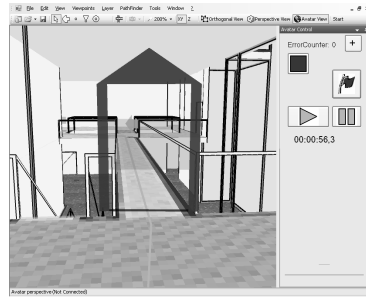 File Edit View Viewpoints Layer Pathfinder Tools Window ?
200% XY Z Orthogonal View Perspective View Avatar View Start
Avatar Control
ErrorCounter: 0 +
00:00:56,3
Avatar perspective (Not Connected)